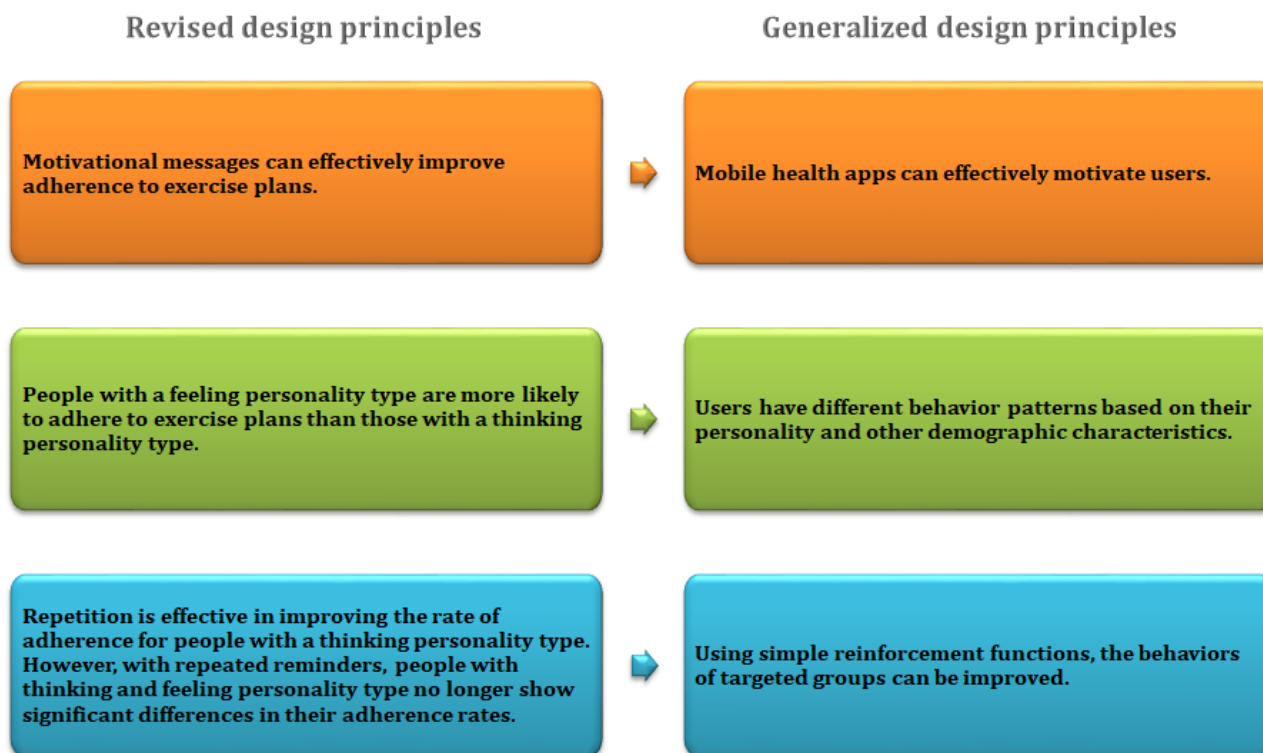 Revised design principles
Generalized design principles
Motivational messages can effectively improve
adherence to exercise plans.
Mobile health apps can effectively motivate users.
People with a feeling personality type are more likely
to adhere to exercise plans than those with a thinking
personality type.
Users have different behavior patterns based on their
personality and other demographic characteristics.
Repetition is effective in improving the rate of
adherence for people with a thinking personality type.
However, with repeated reminders, people with
thinking and feeling personality type no longer show
significant differences in their adherence rates.
Using simple reinforcement functions, the behaviors
of targeted groups can be improved.